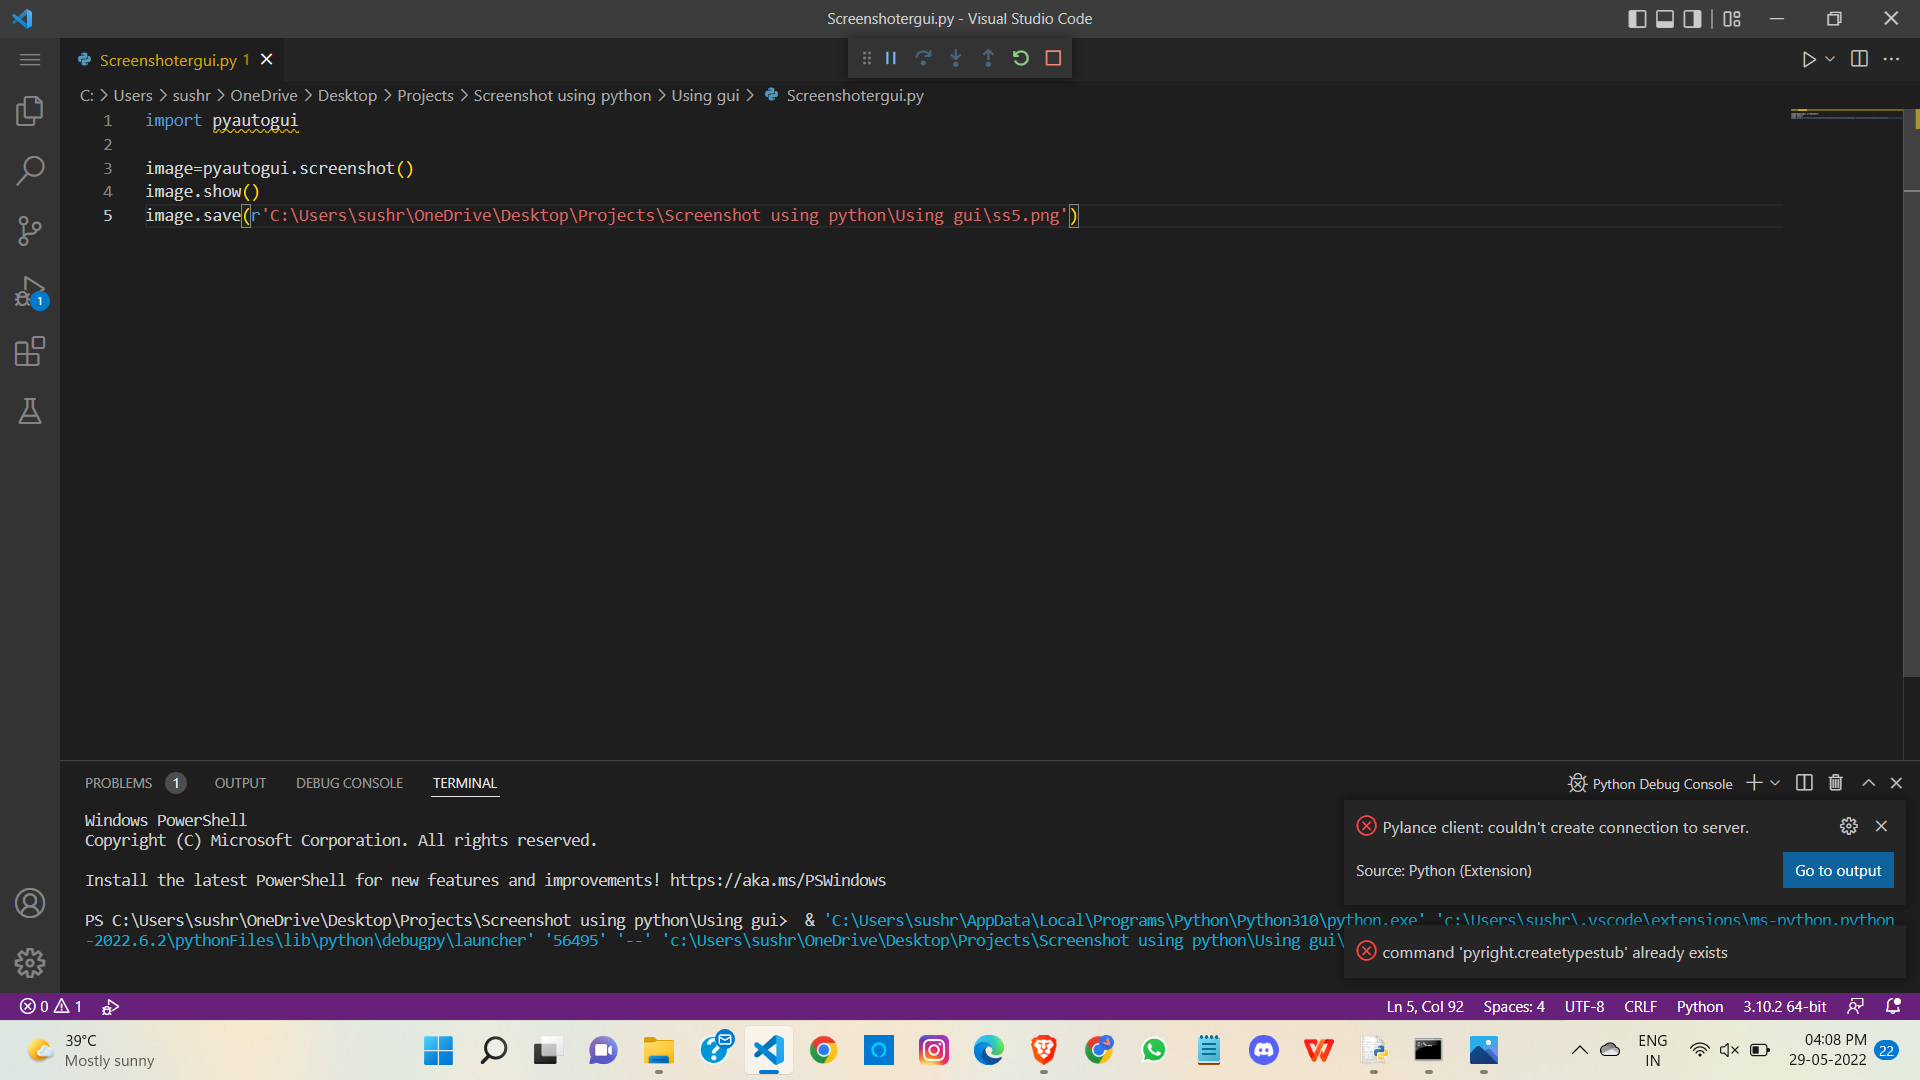 Screenshotergui.py - Visual Studio Code
Screenshotergui.py 1
C: > Users > sushr > OneDrive > Desktop > Projects > Screenshot using python > Using gui > Screenshotergui.py
1 import pyautogui
2
3 image=pyautogui.screenshot()
4 image.show()
5 image.save(r'C:\Users\sushr\OneDrive\Desktop\Projects\Screenshot using python\Using gui\ss5.png')
1
PROBLEMS 1 OUTPUT DEBUG CONSOLE TERMINAL Python Debug Console
Windows PowerShell
Copyright (C) Microsoft Corporation. All rights reserved.
Install the latest PowerShell for new features and improvements! https://aka.ms/PSWindows
PS C:\Users\sushr\OneDrive\Desktop\Projects\Screenshot using python\Using gui> & 'C:\Users\sushr\AppData\Local\Programs\Python\Python310\python.exe' 'c:\Users\sushr\.vscode\extensions\ms-python.python
-2022.6.2\pythonFiles\lib\python\debugpy\launcher' '56495' '--' 'c:\Users\sushr\OneDrive\Desktop\Projects\Screenshot using python\Using gui\
Pylance client: couldn't create connection to server.
Source: Python (Extension) Go to output
command 'pyright.createtypestub' already exists
0 1 Ln 5, Col 92 Spaces: 4 UTF-8 CRLF Python 3.10.2 64-bit
39°C
Mostly sunny
ENG
IN
04:08 PM
29-05-2022
22